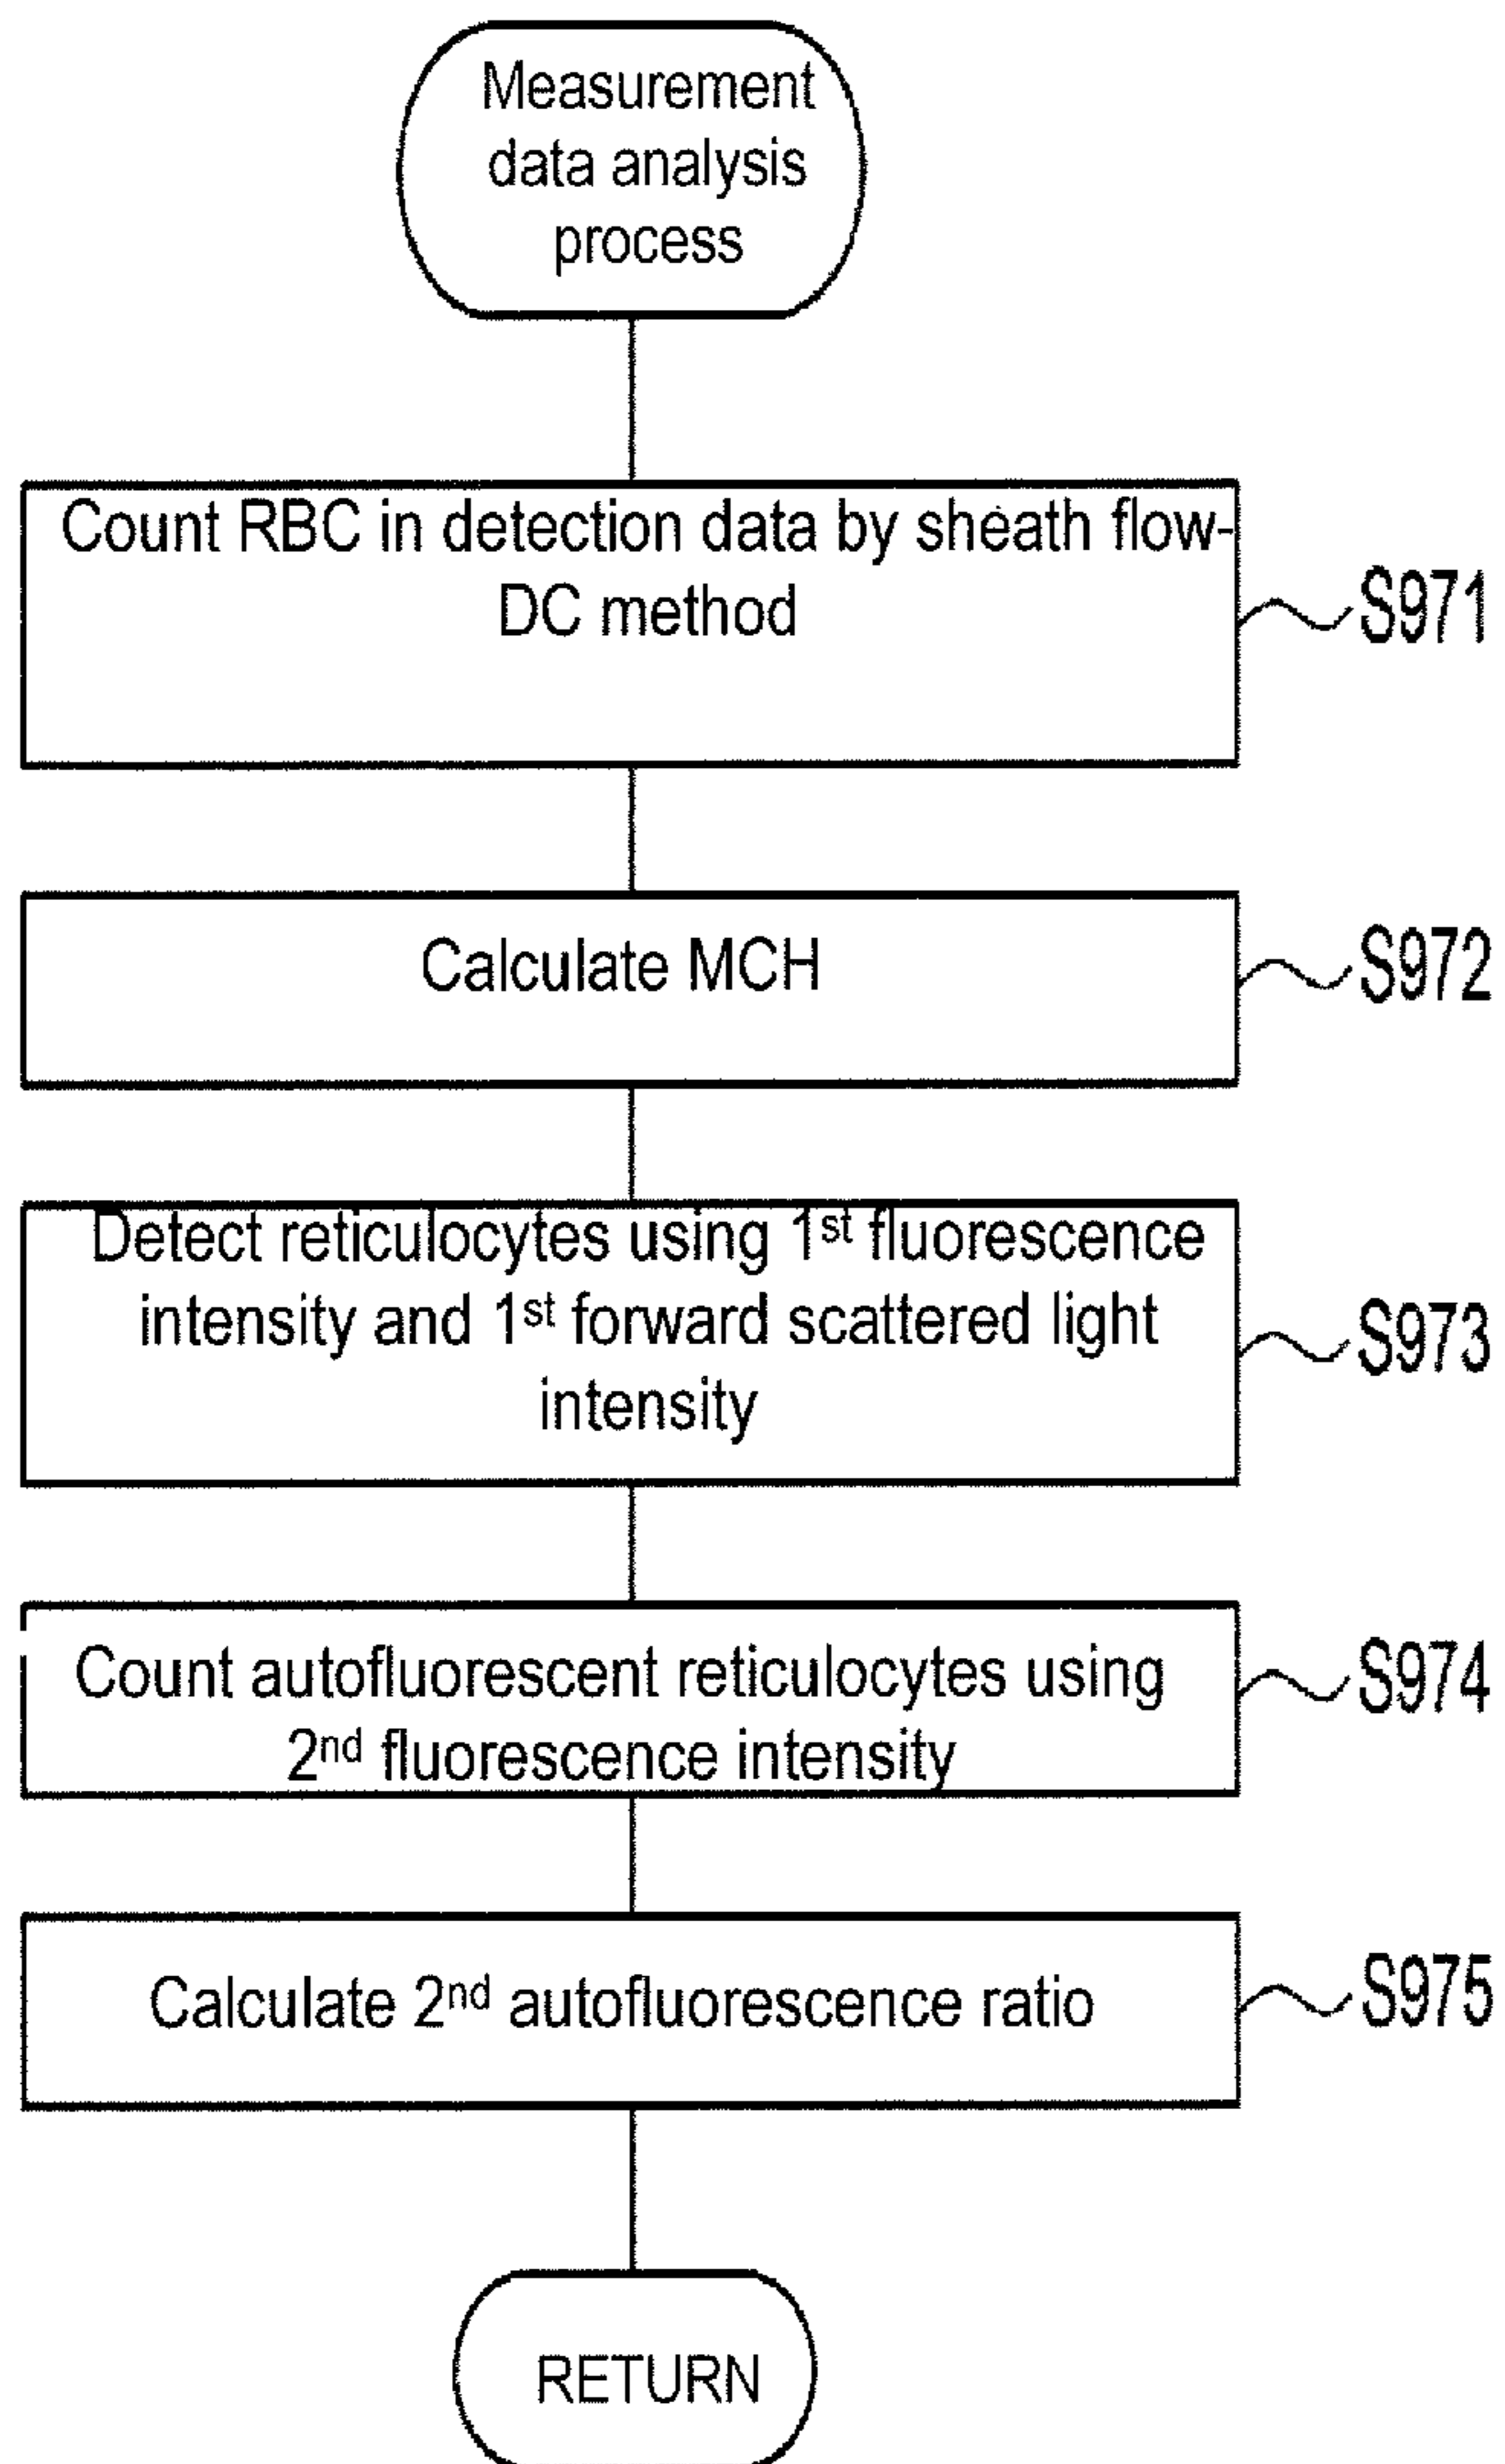 Measurement
data analysis
process
Count RBC in detection data by sheath flow-
DC method
S971
Calculate MCH
S972
Detect reticulocytes using 1st fluorescence
intensity and 1st forward scattered light
intensity
S973
Count autofluorescent reticulocytes using
2nd fluorescence intensity
S974
Calculate 2nd autofluorescence ratio
S975
RETURN